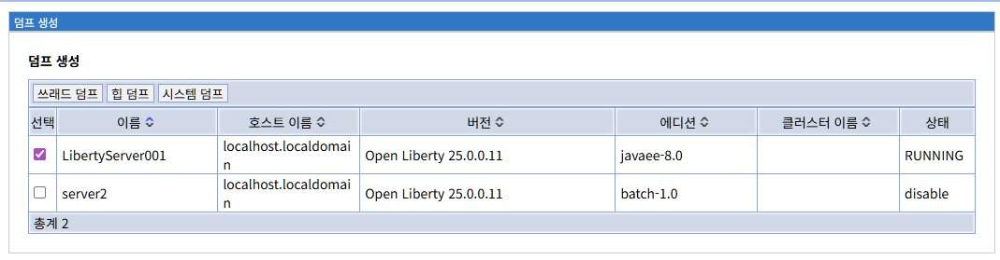 덤프 생성
덤프 생성
쓰래드 덤프 힙 덤프 시스템 덤프
선택 이름 호스트 이름 버전 에디션 클러스터 이름 상태
LibertyServer001 localhost.localdomai
n Open Liberty 25.0.0.11 javaee-8.0 RUNNING
server2 localhost.localdomai
n Open Liberty 25.0.0.11 batch-1.0 disable
총계 2